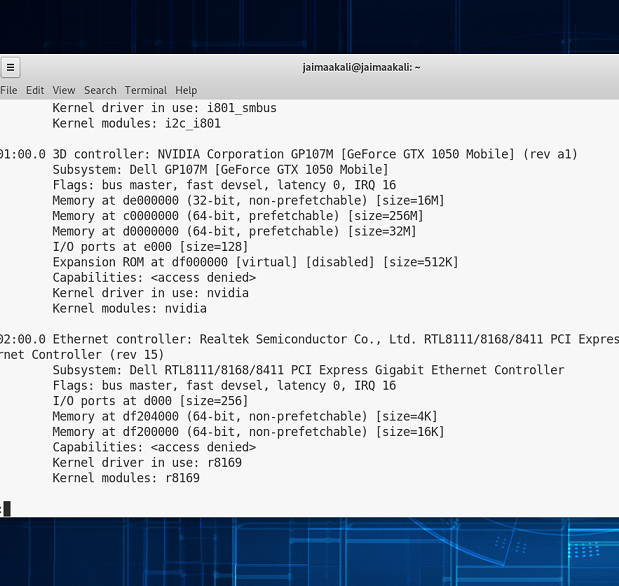 jaimaakali@jaimaakali: ~
File Edit View Search Terminal Help
Kernel driver in use: i801_smbus
Kernel modules: i2c_i801
01:00.0 3D controller: NVIDIA Corporation GP107M [GeForce GTX 1050 Mobile] (rev a1)
Subsystem: Dell GP107M [GeForce GTX 1050 Mobile]
Flags: bus master, fast devsel, latency 0, IRQ 16
Memory at de000000 (32-bit, non-prefetchable) [size=16M]
Memory at c0000000 (64-bit, prefetchable) [size=256M]
Memory at d0000000 (64-bit, prefetchable) [size=32M]
I/O ports at e000 [size=128]
Expansion ROM at df000000 [virtual] [disabled] [size=512K]
Capabilities: <access denied>
Kernel driver in use: nvidia
Kernel modules: nvidia
02:00.0 Ethernet controller: Realtek Semiconductor Co., Ltd. RTL8111/8168/8411 PCI Expres
rnet Controller (rev 15)
Subsystem: Dell RTL8111/8168/8411 PCI Express Gigabit Ethernet Controller
Flags: bus master, fast devsel, latency 0, IRQ 16
I/O ports at d000 [size=256]
Memory at df204000 (64-bit, non-prefetchable) [size=4K]
Memory at df200000 (64-bit, non-prefetchable) [size=16K]
Capabilities: <access denied>
Kernel driver in use: r8169
Kernel modules: r8169
: